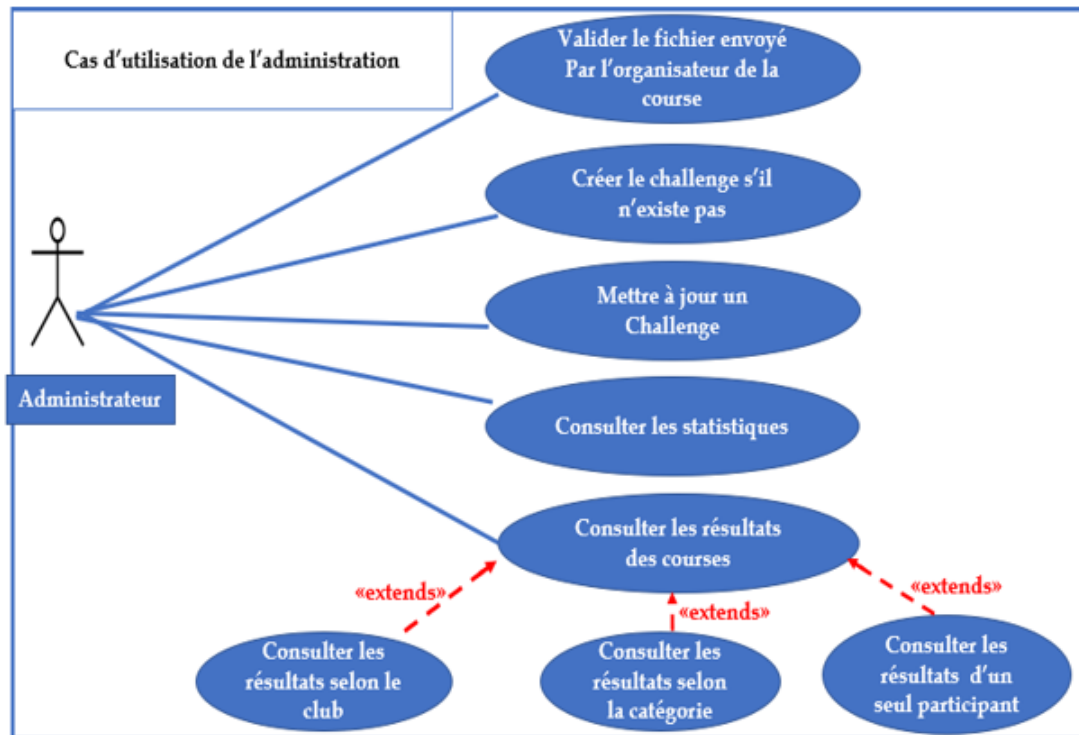 Cas d'utilisation de l'administration
Valider le fichier envoyé
Par l'organisateur de la
course
Créer le challenge s'il
n'existe pas
Mettre à jour un
Challenge
Administrateur
Consulter les statistiques
Consulter les résultats
des courses
«extends»
«extends»
«extends»
Consulter les
résultats selon le
club
Consulter les
résultats selon
la catégorie
Consulter les
résultats d'un
seul participant